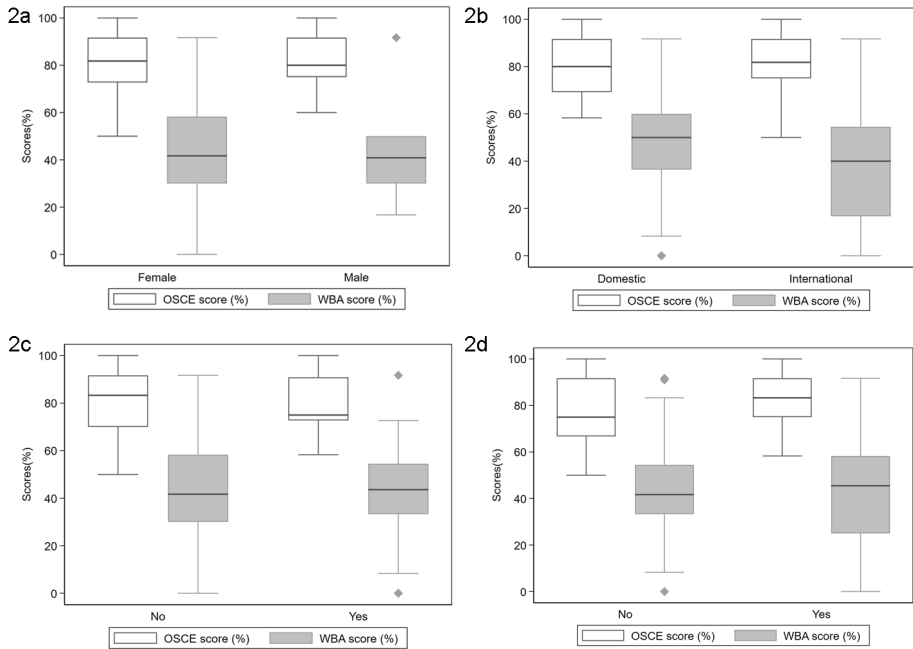 2a
Scores(%)
100
80
60
40
20
0
Female Male
OSCE score (%) WBA score (%)
2b
Scores(%)
100
80
60
40
20
0
Domestic International
OSCE score (%) WBA score (%)
2c
Scores(%)
100
80
60
40
20
0
No Yes
OSCE score (%) WBA score (%)
2d
Scores(%)
100
80
60
40
20
0
No Yes
OSCE score (%) WBA score (%)